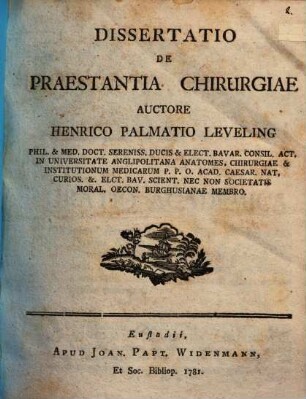 2.
DISSERTATIO
DE
PRAESTANTIA CHIRURGIAE
AUCTORE
HENRICO PALMATIO LEVELING
PHIL. & MED. DOCT. SERENISS. DUCIS & ELECT. BAVAR. CONSIL. ACT,
IN UNIVERSITATE ANGLIPOLITANA ANATOMES, CHIRURGIAE &
INSTITUTIONUM MEDICARUM P. P. O. ACAD. CAESAR. NAT,
CURIOS. &. ELCT. BAV. SCIENT. NEC NON SOCIETATIS
MORAL, OECON. BURGHUSIANAE MEMBRO.
Eustadii,
APUD JOAN. PAPT. WIDENMANN,
Et Soc. Bibliop. 1781.